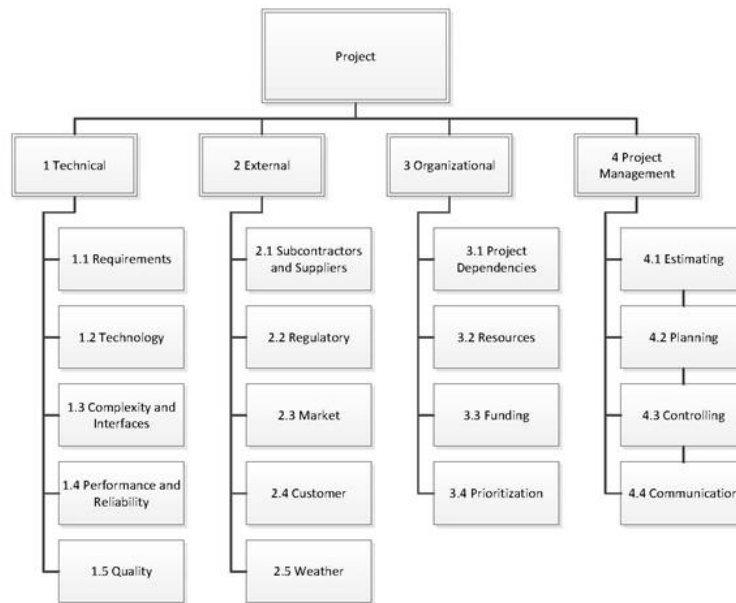 Project
1 Technical
2 External
3 Organizational
4 Project
Management
1.1 Requirements
1.2 Technology
1.3 Complexity and
Interfaces
1.4 Performance and
Reliability
1.5 Quality
2.1 Subcontractors
and Suppliers
2.2 Regulatory
2.3 Market
2.4 Customer
2.5 Weather
3.1 Project
Dependencies
3.2 Resources
3.3 Funding
3.4 Prioritization
4.1 Estimating
4.2 Planning
4.3 Controlling
4.4 Communication